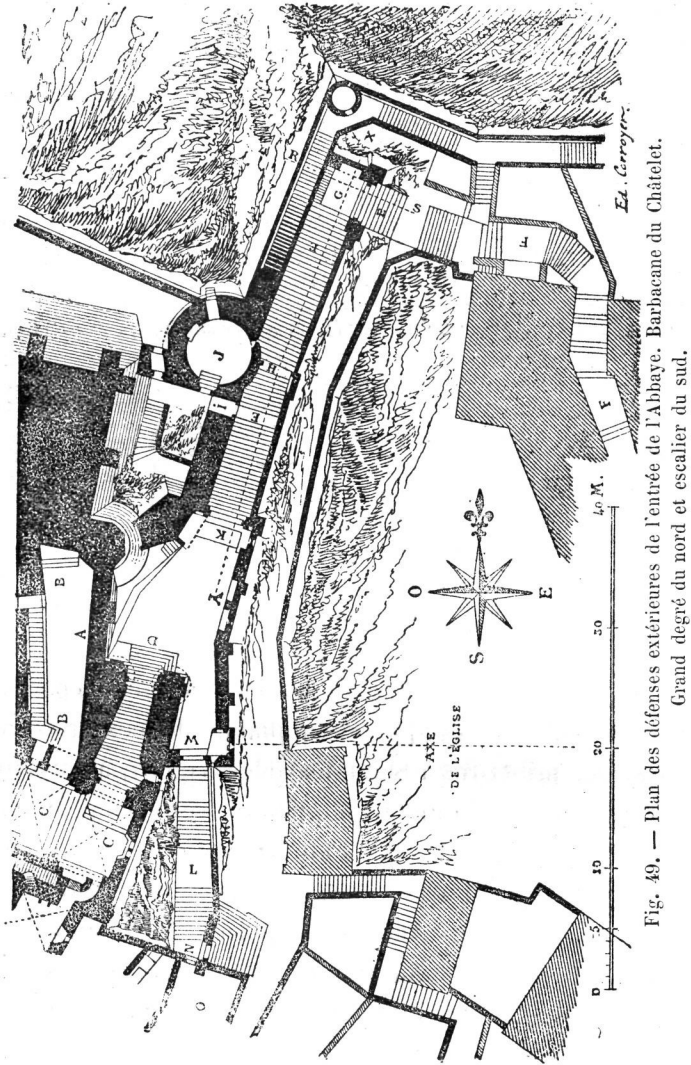 Fig. 49. — Plan des défenses extérieures de l'entrée de l'Abbaye. Barbacane du Châtelet.
Grand degré du nord et escalier du sud.
Ed. Corroyer.
AXE
DE L'ÉGLISE
O
S
E
0
5
10
20
30
40 M.
R
X
G
E
S
F
F
F
F
J
H
I
E
K
Y
B
A
B
D
C
C
M
L
N
O